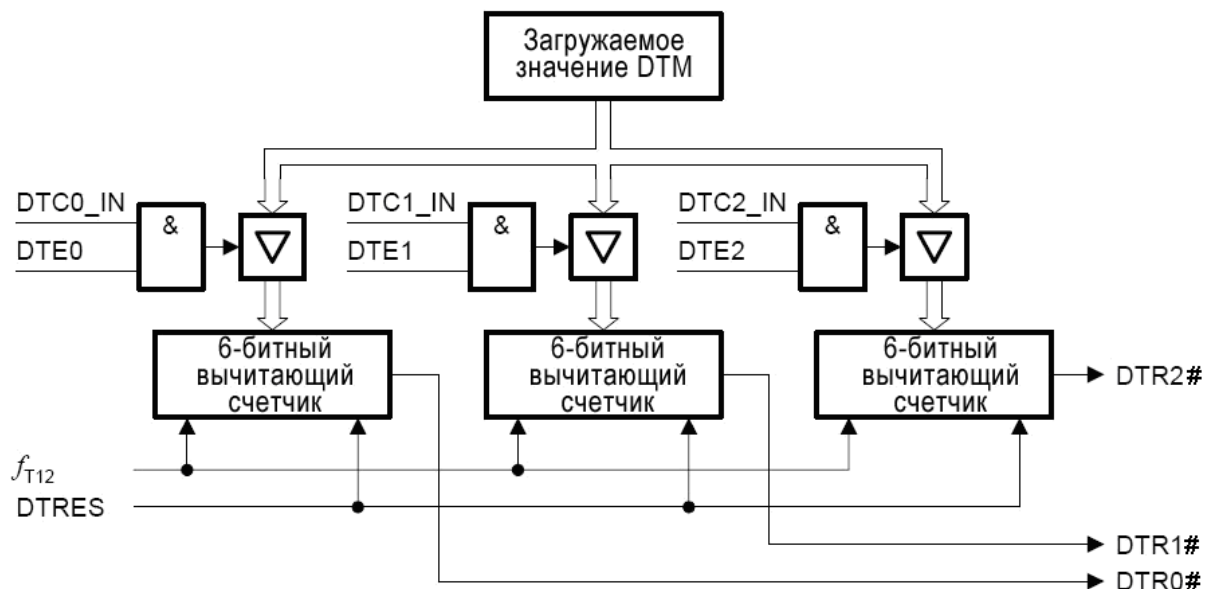 Загружаемое
значение DTM
DTC0_IN
&
DTE0
DTC1_IN
&
DTE1
DTC2_IN
&
DTE2
6-битный
вычитающий
счетчик
6-битный
вычитающий
счетчик
6-битный
вычитающий
счетчик
DTR2#
fT12
DTRES
DTR1#
DTR0#